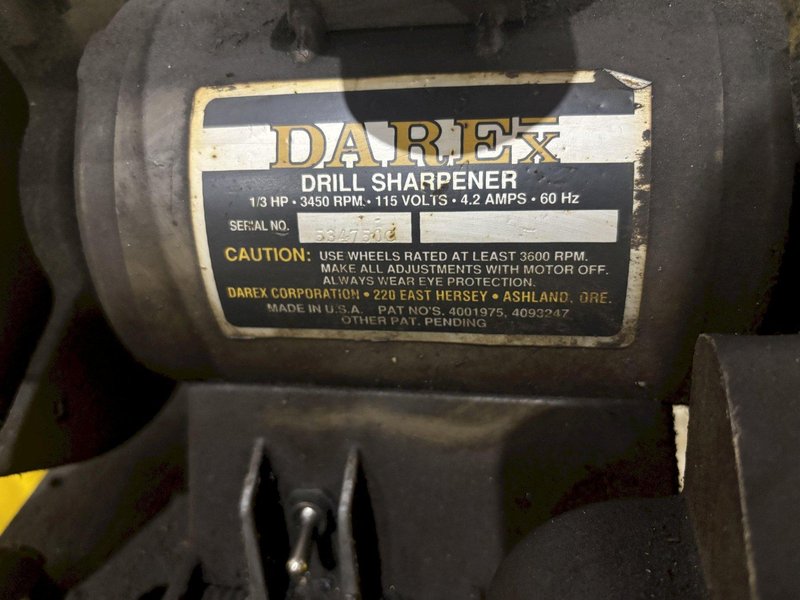 DAREX
DRILL SHARPENER
1/3 HP • 3450 RPM • 115 VOLTS • 4.2 AMPS • 60 Hz
SERIAL NO.
CAUTION: USE WHEELS RATED AT LEAST 3600 RPM.
MAKE ALL ADJUSTMENTS WITH MOTOR OFF.
ALWAYS WEAR EYE PROTECTION.
DAREX CORPORATION • 220 EAST HERSEY • ASHLAND, ORE.
MADE IN U.S.A. PAT NO'S. 4001975, 4093247
OTHER PAT. PENDING